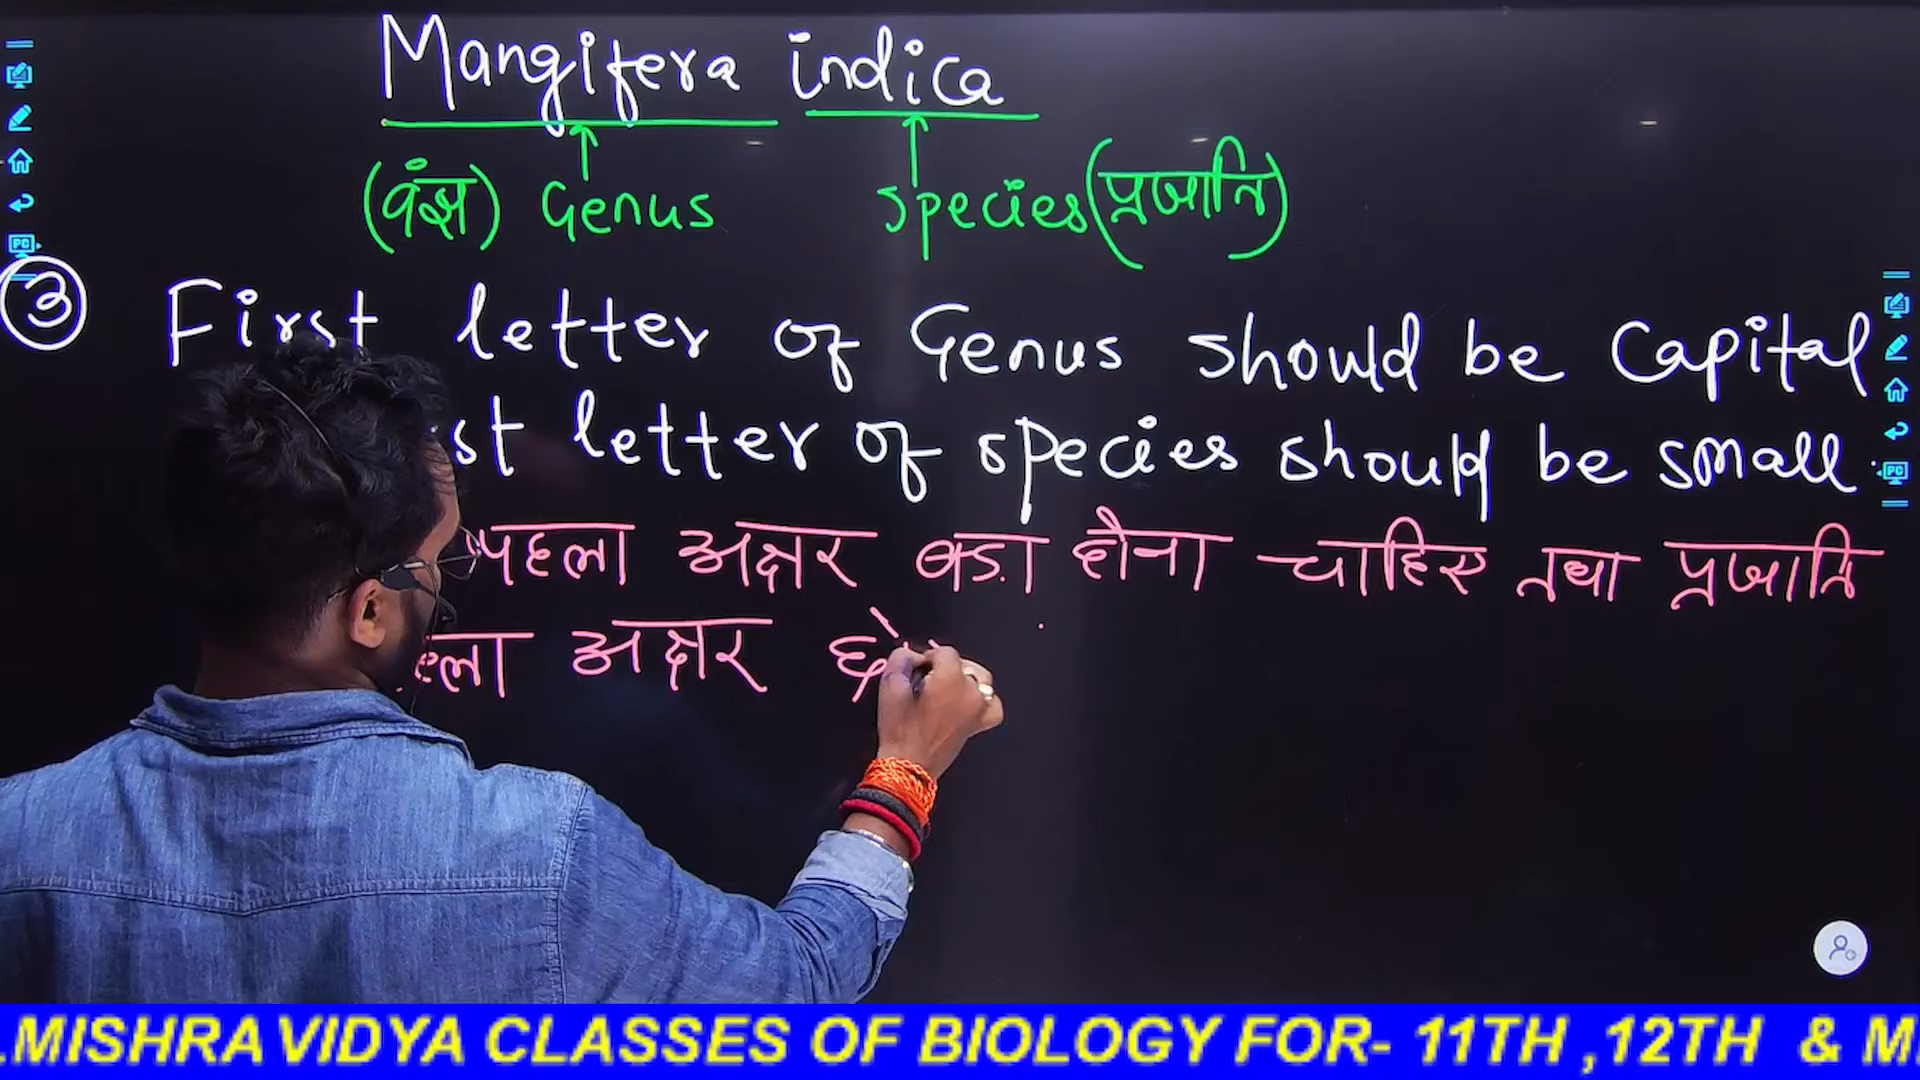 Mangifera indica
(वंश) Genus Species (प्रजाति)
③ First letter of Genus should be Capital
st letter of species should be small
पहला अक्षर बड़ा होना चाहिए तथा प्रजाति
हला अक्षर छो
.MISHRA VIDYA CLASSES OF BIOLOGY FOR- 11TH ,12TH & M